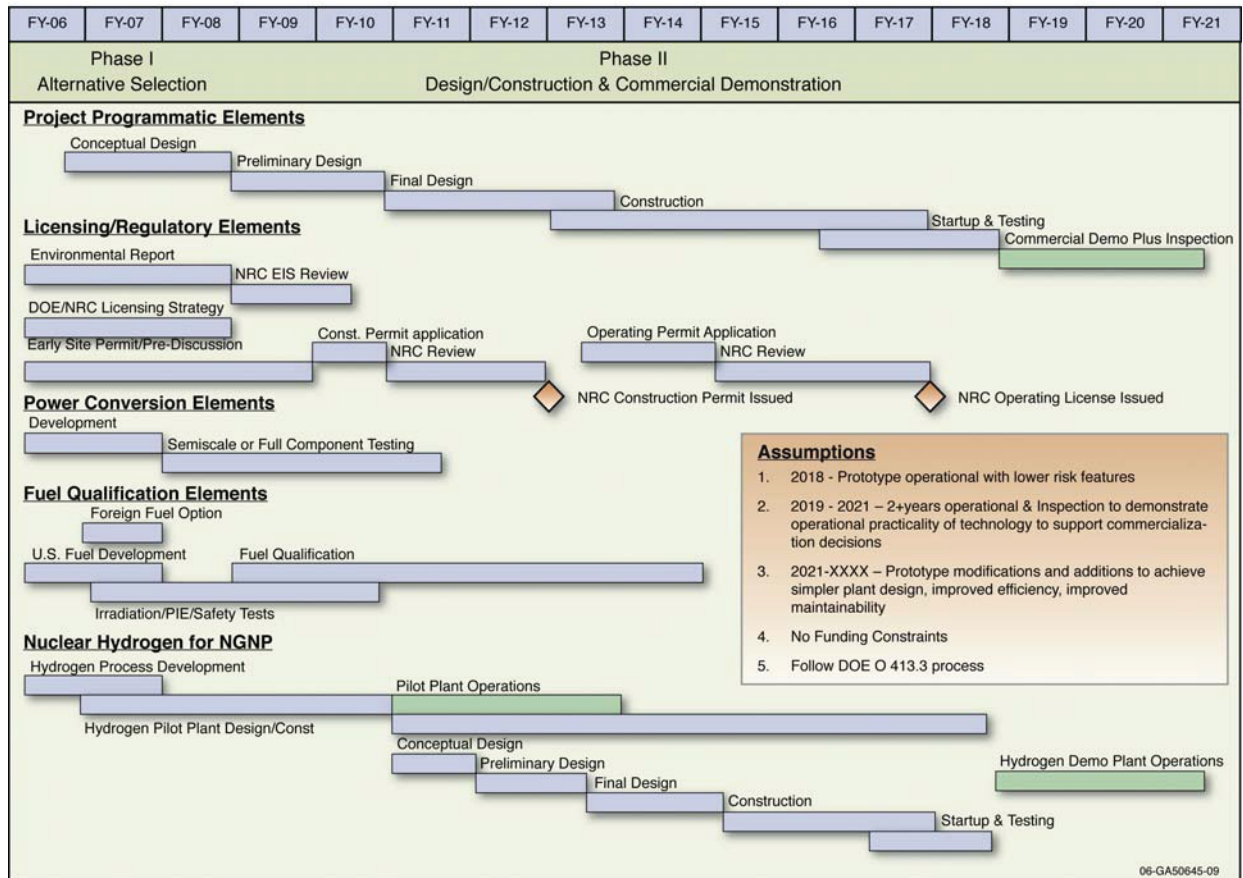 FY-06 FY-07 FY-08 FY-09 FY-10 FY-11 FY-12 FY-13 FY-14 FY-15 FY-16 FY-17 FY-18 FY-19 FY-20 FY-21
Phase I
Alternative Selection
Phase II
Design/Construction & Commercial Demonstration
Project Programmatic Elements
Conceptual Design
Preliminary Design
Final Design
Construction
Startup & Testing
Commercial Demo Plus Inspection
Licensing/Regulatory Elements
Environmental Report
NRC EIS Review
DOE/NRC Licensing Strategy
Early Site Permit/Pre-Discussion
Const. Permit application
NRC Review
Operating Permit Application
NRC Review
NRC Construction Permit Issued
NRC Operating License Issued
Power Conversion Elements
Development
Semiscale or Full Component Testing
Fuel Qualification Elements
Foreign Fuel Option
U.S. Fuel Development
Fuel Qualification
Irradiation/PIE/Safety Tests
Assumptions
1. 2018 - Prototype operational with lower risk features
2. 2019 - 2021 – 2+years operational & Inspection to demonstrate
operational practicality of technology to support commercializa-
tion decisions
3. 2021-XXXX – Prototype modifications and additions to achieve
simpler plant design, improved efficiency, improved
maintainability
4. No Funding Constraints
5. Follow DOE O 413.3 process
Nuclear Hydrogen for NGNP
Hydrogen Process Development
Pilot Plant Operations
Hydrogen Pilot Plant Design/Const
Conceptual Design
Preliminary Design
Final Design
Construction
Startup & Testing
Hydrogen Demo Plant Operations
06-GA50645-09